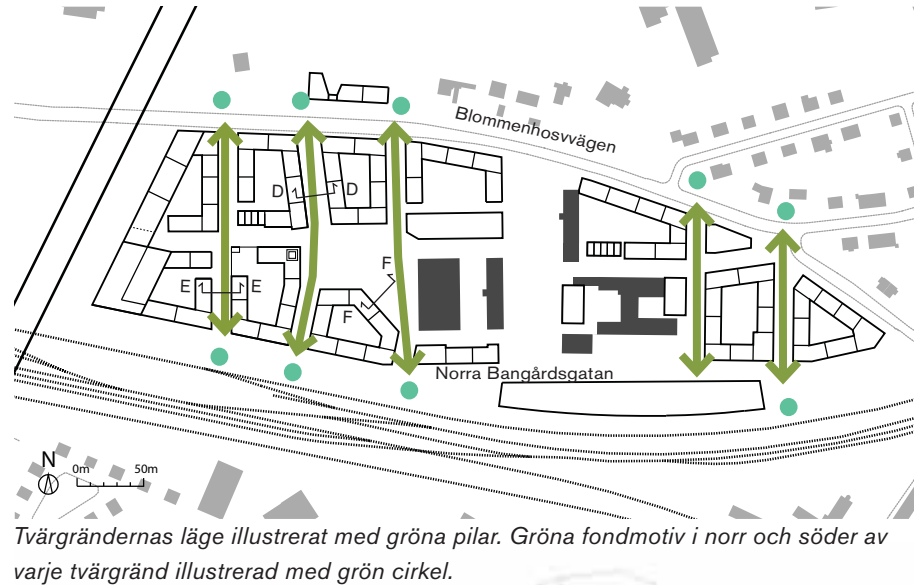 Blommenhosvvägen
D D
F
E E
F
Norra Bangårdsgatan
N
0m 50m
Tvärgrändernas läge illustrerat med gröna pilar. Gröna fondmotiv i norr och söder av
varje tvärgränd illustrerad med grön cirkel.